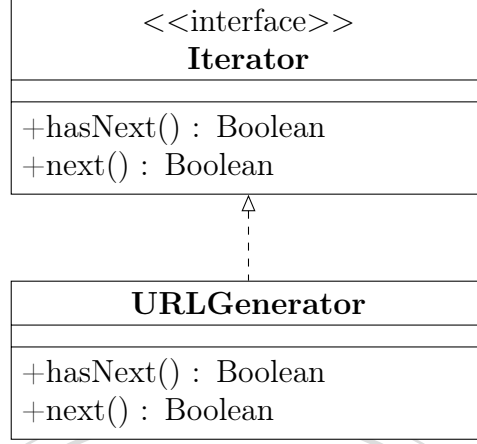 <<interface>>
Iterator
+hasNext() : Boolean
+next() : Boolean
URLGenerator
+hasNext() : Boolean
+next() : Boolean